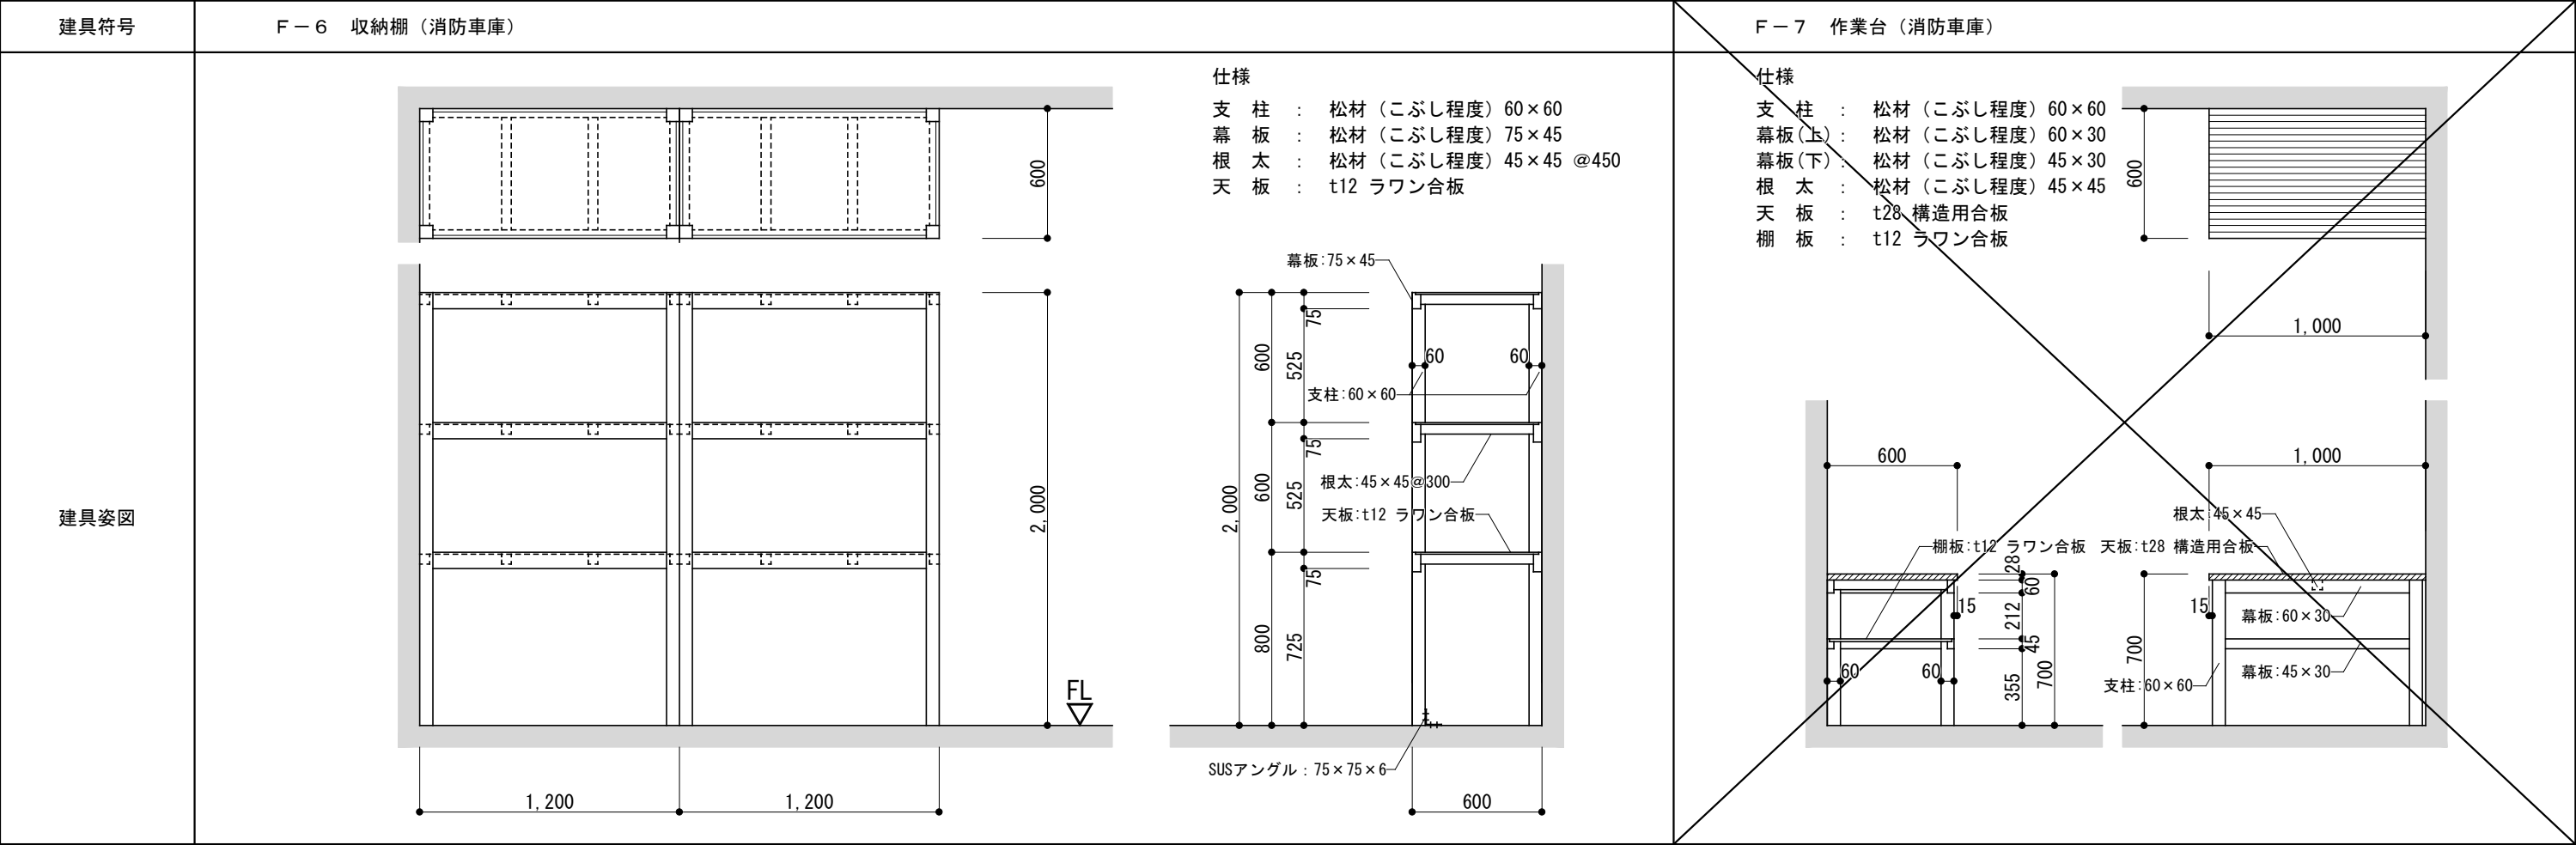 建具符号
F－6　収納棚（消防車庫）
F－7　作業台（消防車庫）
建具姿図
600
2,000
FL
1,200
1,200
仕様
支　柱　：　松材（こぶし程度）60×60
幕　板　：　松材（こぶし程度）75×45
根　太　：　松材（こぶし程度）45×45 @450
天　板　：　t12 ラワン合板
幕板:75×45
75
600
525
60
60
支柱:60×60
75
根太:45×45@300
2,000
600
525
天板:t12 ラワン合板
75
800
725
SUSアングル：75×75×6
600
仕様
支　柱　：　松材（こぶし程度）60×60
幕板(上)：　松材（こぶし程度）60×30
幕板(下)：　松材（こぶし程度）45×30
根　太　：　松材（こぶし程度）45×45
天　板　：　t28 構造用合板
棚　板　：　t12 ラワン合板
600
1,000
600
1,000
根太:45×45
棚板:t12 ラワン合板
天板:t28 構造用合板
28
60
15
212
45
60
60
355
700
15
幕板:60×30
700
幕板:45×30
支柱:60×60